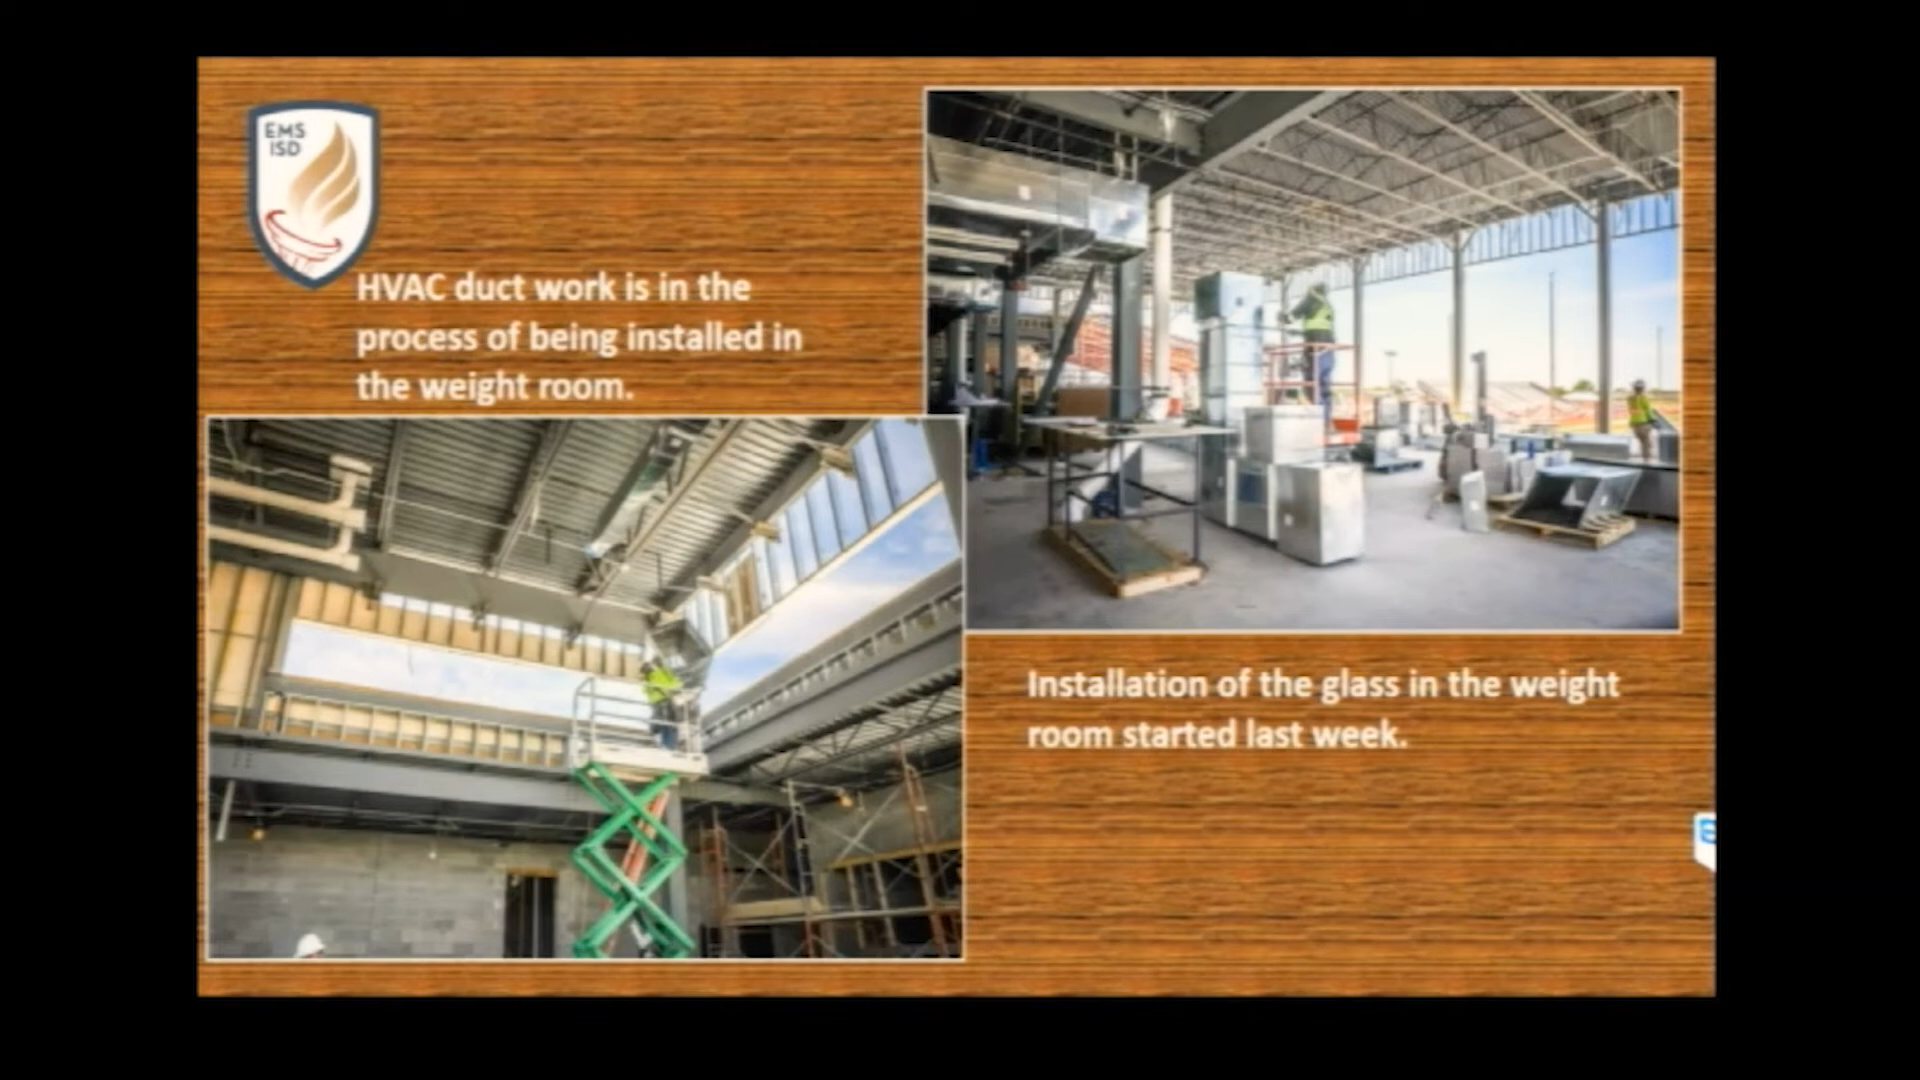 EMS
ISD
HVAC duct work is in the
process of being installed in
the weight room.
Installation of the glass in the weight
room started last week.